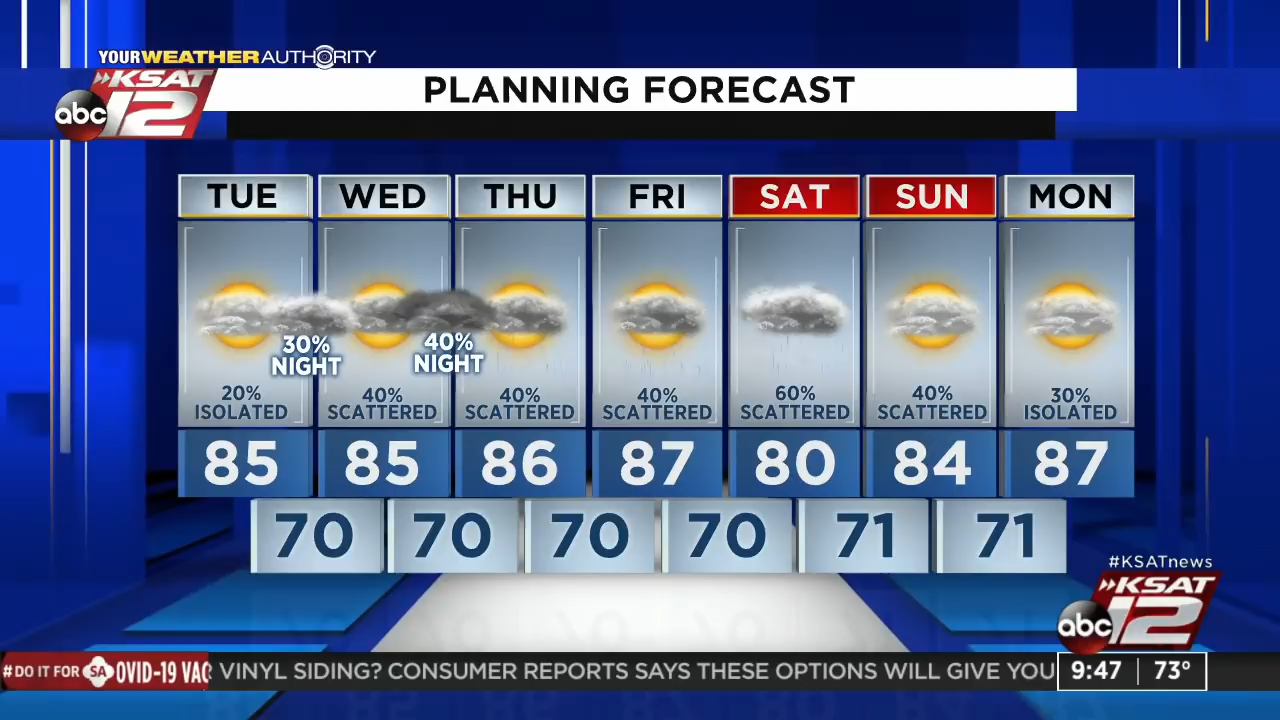 YOURWEATHERAUTHORITY
KSAT
abc 12
PLANNING FORECAST
TUE WED THU FRI SAT SUN MON
30% NIGHT
40% NIGHT
20% ISOLATED
40% SCATTERED
40% SCATTERED
40% SCATTERED
60% SCATTERED
40% SCATTERED
30% ISOLATED
85 85 86 87 80 84 87
70 70 70 70 71 71
#KSATnews
KSAT
abc 12
#DO IT FOR SA OVID-19 VAC VINYL SIDING? CONSUMER REPORTS SAYS THESE OPTIONS WILL GIVE YOU 9:47 73°